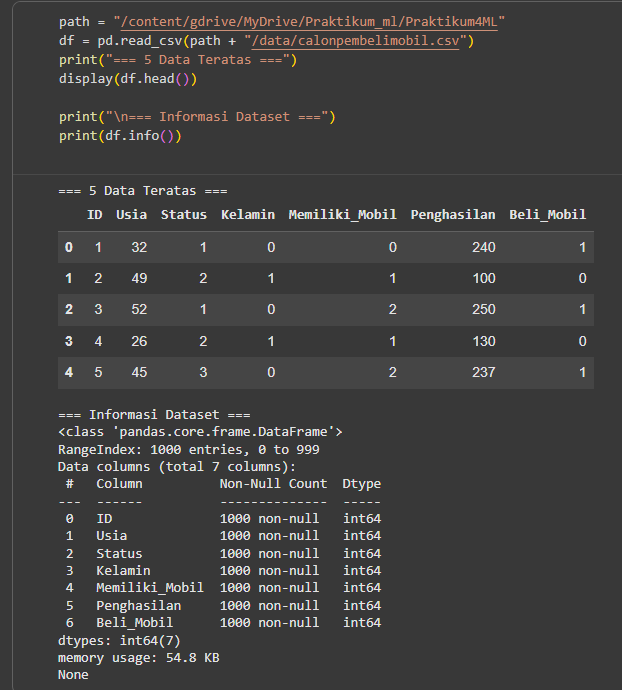 path = "/content/gdrive/MyDrive/Praktikum_ml/Praktikum4ML"
df = pd.read_csv(path + "/data/calonpembelimobil.csv")
print("=== 5 Data Teratas ===")
display(df.head())
print("\n=== Informasi Dataset ===")
print(df.info())
=== 5 Data Teratas ===
ID Usia Status Kelamin Memiliki_Mobil Penghasilan Beli_Mobil
0 1 32 1 0 0 240 1
1 2 49 2 1 1 100 0
2 3 52 1 0 2 250 1
3 4 26 2 1 1 130 0
4 5 45 3 0 2 237 1
=== Informasi Dataset ===
<class 'pandas.core.frame.DataFrame'>
RangeIndex: 1000 entries, 0 to 999
Data columns (total 7 columns):
# Column Non-Null Count Dtype
--- ------ -------------- -----
0 ID 1000 non-null int64
1 Usia 1000 non-null int64
2 Status 1000 non-null int64
3 Kelamin 1000 non-null int64
4 Memiliki_Mobil 1000 non-null int64
5 Penghasilan 1000 non-null int64
6 Beli_Mobil 1000 non-null int64
dtypes: int64(7)
memory usage: 54.8 KB
None